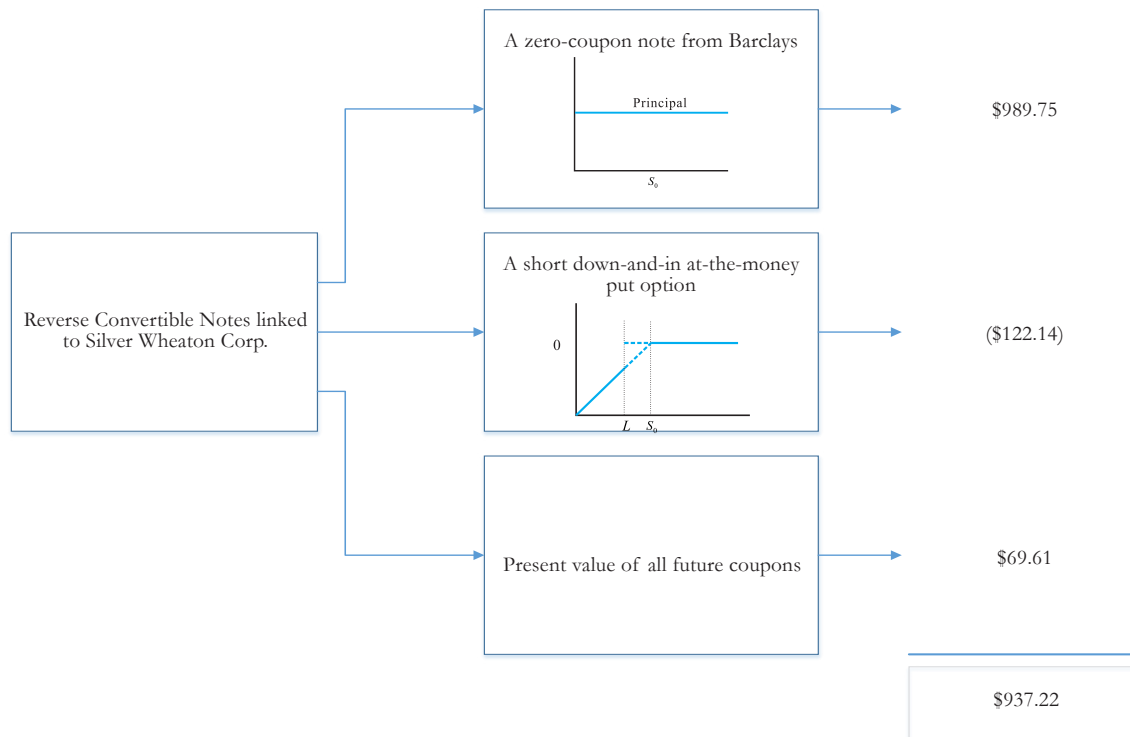 A zero-coupon note from Barclays
Principal
S₀
$989.75
Reverse Convertible Notes linked
to Silver Wheaton Corp.
A short down-and-in at-the-money
put option
0
L S₀
($122.14)
Present value of all future coupons
$69.61
$937.22